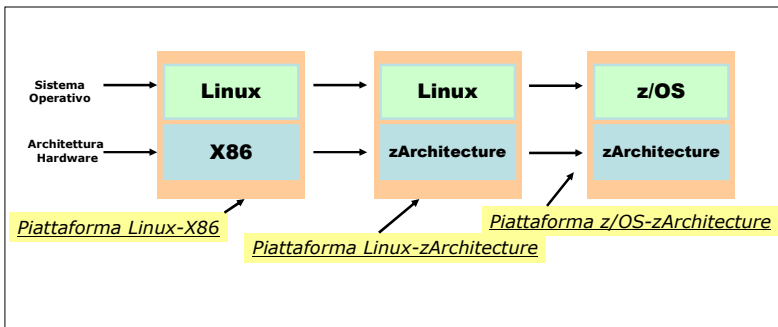 Sistema
Operativo
Linux
Linux
z/OS
Architettura
Hardware
X86
zArchitecture
zArchitecture
Piattaforma Linux-X86
Piattaforma Linux-zArchitecture
Piattaforma z/OS-zArchitecture